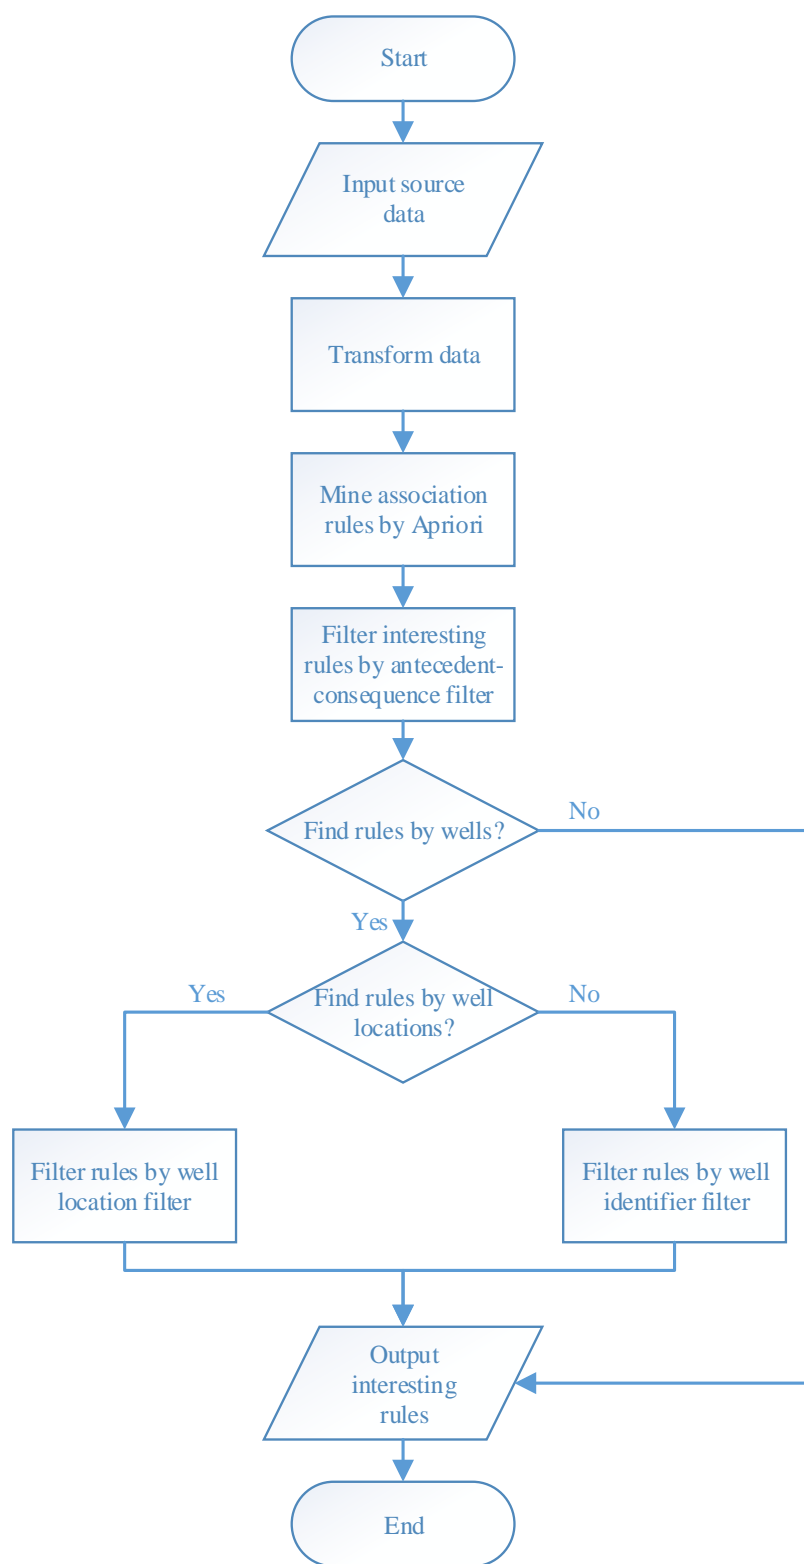 Start
Input source
data
Transform data
Mine association
rules by Apriori
Filter interesting
rules by antecedent-
consequence filter
Find rules by wells?
No
Yes
Find rules by well
locations?
Yes
No
Filter rules by well
location filter
Filter rules by well
identifier filter
Output
interesting
rules
End